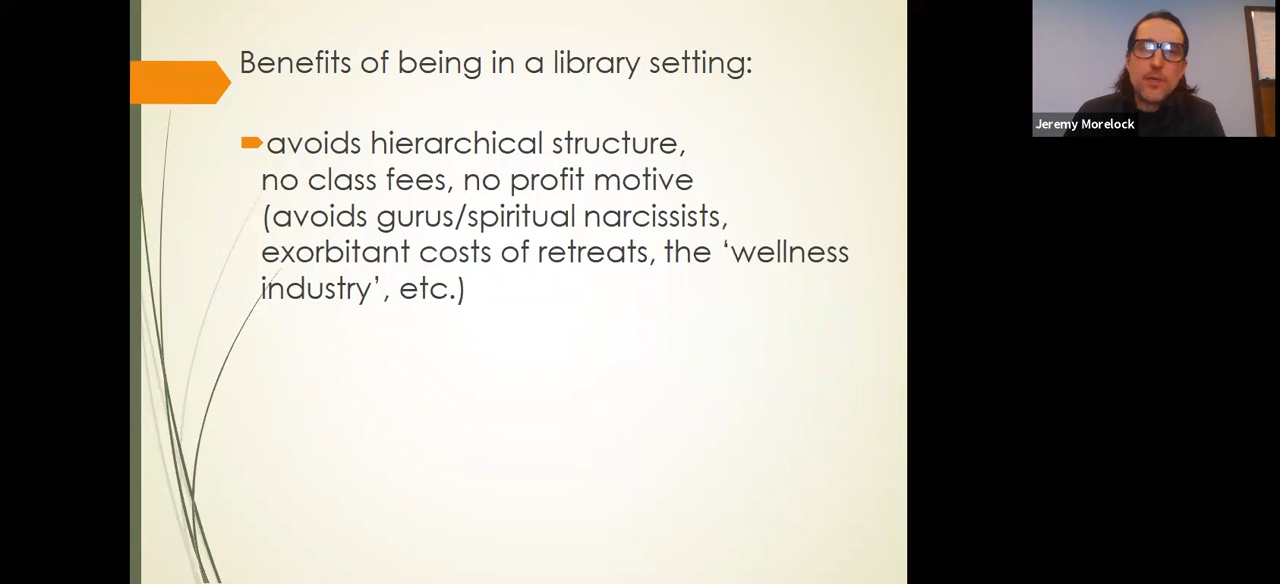 Benefits of being in a library setting:
avoids hierarchical structure,
no class fees, no profit motive
(avoids gurus/spiritual narcissists,
exorbitant costs of retreats, the ‘wellness
industry’, etc.)
Jeremy Morelock